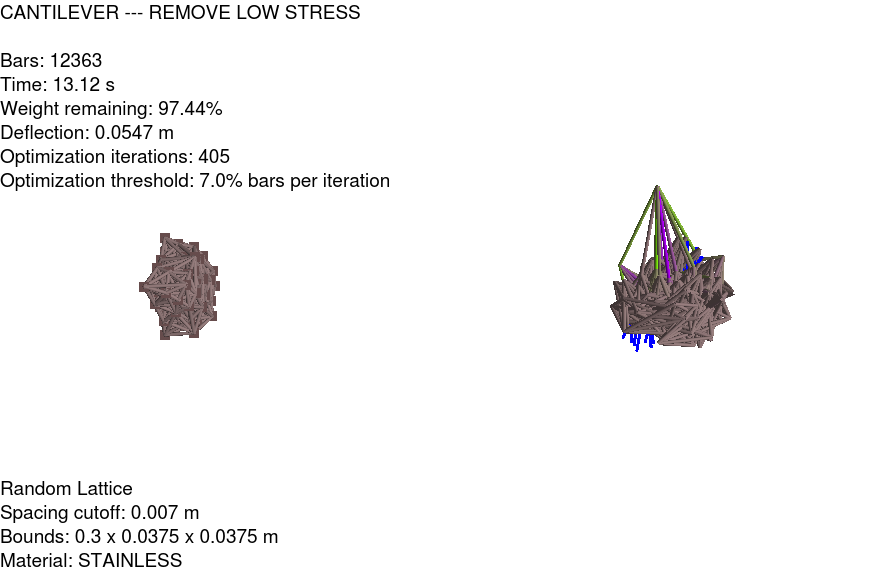 CANTILEVER --- REMOVE LOW STRESS
Bars: 12363
Time: 13.12 s
Weight remaining: 97.44%
Deflection: 0.0547 m
Optimization iterations: 405
Optimization threshold: 7.0% bars per iteration
Random Lattice
Spacing cutoff: 0.007 m
Bounds: 0.3 x 0.0375 x 0.0375 m
Material: STAINLESS